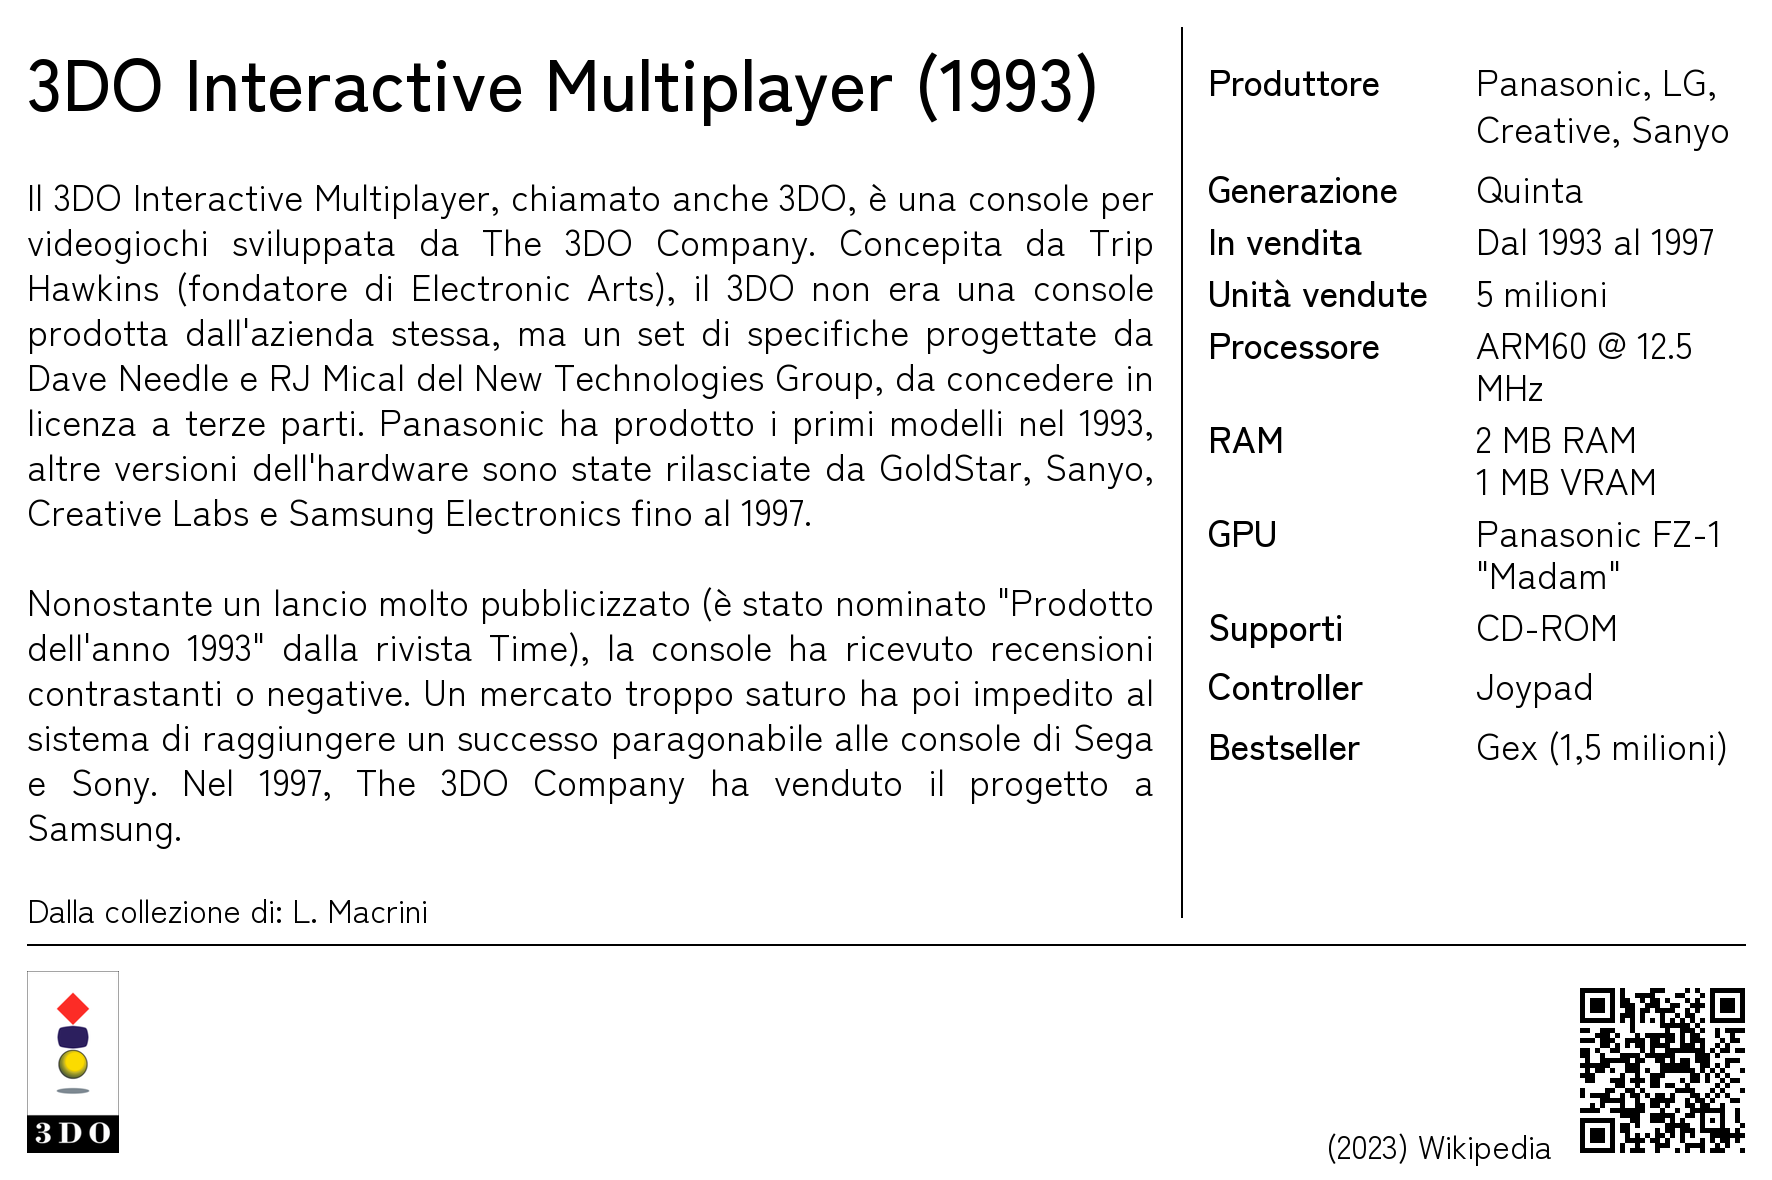 3DO Interactive Multiplayer (1993)
Il 3DO Interactive Multiplayer, chiamato anche 3DO, è una console per
videogiochi sviluppata da The 3DO Company. Concepita da Trip
Hawkins (fondatore di Electronic Arts), il 3DO non era una console
prodotta dall'azienda stessa, ma un set di specifiche progettate da
Dave Needle e RJ Mical del New Technologies Group, da concedere in
licenza a terze parti. Panasonic ha prodotto i primi modelli nel 1993,
altre versioni dell'hardware sono state rilasciate da GoldStar, Sanyo,
Creative Labs e Samsung Electronics fino al 1997.
Nonostante un lancio molto pubblicizzato (è stato nominato "Prodotto
dell'anno 1993" dalla rivista Time), la console ha ricevuto recensioni
contrastanti o negative. Un mercato troppo saturo ha poi impedito al
sistema di raggiungere un successo paragonabile alle console di Sega
e Sony. Nel 1997, The 3DO Company ha venduto il progetto a
Samsung.
Dalla collezione di: L. Macrini
Produttore Panasonic, LG,
Creative, Sanyo
Generazione Quinta
In vendita Dal 1993 al 1997
Unità vendute 5 milioni
Processore ARM60 @ 12.5
MHz
RAM 2 MB RAM
1 MB VRAM
GPU Panasonic FZ-1
"Madam"
Supporti CD-ROM
Controller Joypad
Bestseller Gex (1,5 milioni)
3DO
(2023) Wikipedia